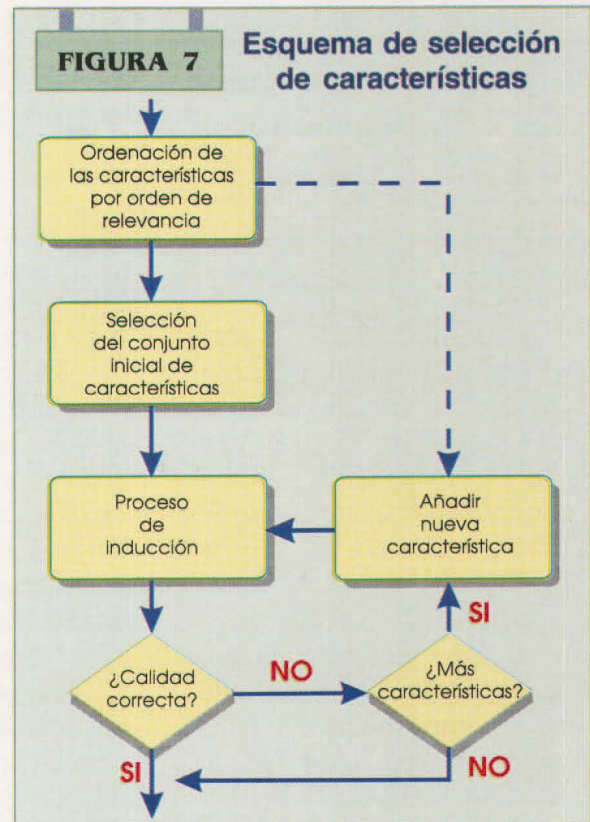 FIGURA 7
Esquema de selección
de características
Ordenación de
las características
por orden de
relevancia
Selección
del conjunto
inicial de
características
Proceso
de
inducción
Añadir
nueva
característica
SI
¿Calidad
correcta?
NO
¿Más
características?
SI
NO